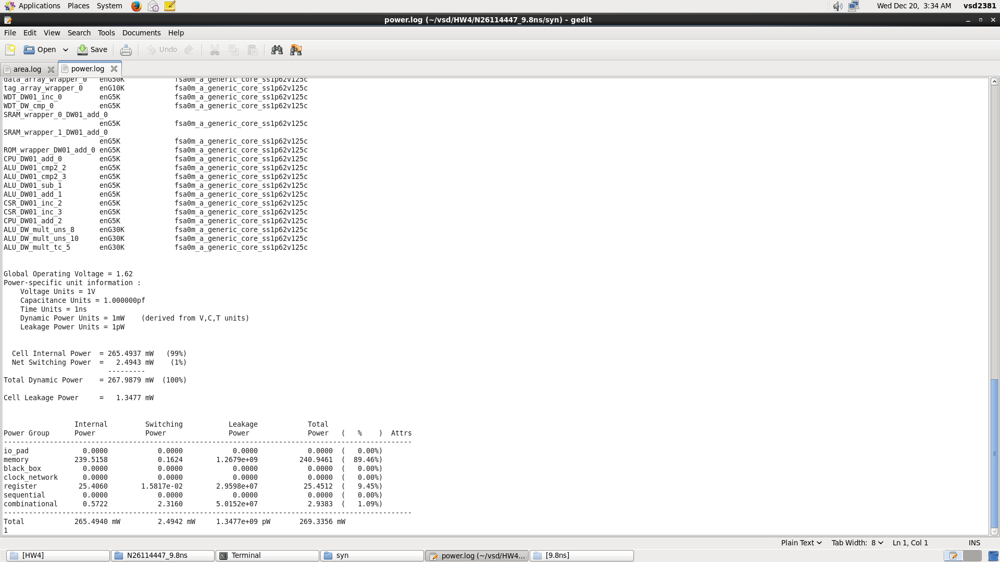 Applications Places System Wed Dec 20, 3:34 AM vsd2381
power.log (~/vsd/HW4/N26114447_9.8ns/syn) - gedit
File Edit View Search Tools Documents Help
Open Save Undo
area.log power.log
data_array_wrapper_0 enG50K fsa0m_a_generic_core_ss1p62v125c
tag_array_wrapper_0 enG10K fsa0m_a_generic_core_ss1p62v125c
WDT_DW01_inc_0 enG5K fsa0m_a_generic_core_ss1p62v125c
WDT_DW_cmp_0 enG5K fsa0m_a_generic_core_ss1p62v125c
SRAM_wrapper_0_DW01_add_0
enG5K fsa0m_a_generic_core_ss1p62v125c
SRAM_wrapper_1_DW01_add_0
enG5K fsa0m_a_generic_core_ss1p62v125c
ROM_wrapper_DW01_add_0 enG5K fsa0m_a_generic_core_ss1p62v125c
CPU_DW01_add_0 enG5K fsa0m_a_generic_core_ss1p62v125c
ALU_DW01_cmp2_2 enG5K fsa0m_a_generic_core_ss1p62v125c
ALU_DW01_cmp2_3 enG5K fsa0m_a_generic_core_ss1p62v125c
ALU_DW01_sub_1 enG5K fsa0m_a_generic_core_ss1p62v125c
ALU_DW01_add_1 enG5K fsa0m_a_generic_core_ss1p62v125c
CSR_DW01_inc_2 enG5K fsa0m_a_generic_core_ss1p62v125c
CSR_DW01_inc_3 enG5K fsa0m_a_generic_core_ss1p62v125c
CPU_DW01_add_2 enG5K fsa0m_a_generic_core_ss1p62v125c
ALU_DW_mult_uns_8 enG30K fsa0m_a_generic_core_ss1p62v125c
ALU_DW_mult_uns_10 enG30K fsa0m_a_generic_core_ss1p62v125c
ALU_DW_mult_tc_5 enG30K fsa0m_a_generic_core_ss1p62v125c
Global Operating Voltage = 1.62
Power-specific unit information :
Voltage Units = 1V
Capacitance Units = 1.000000pf
Time Units = 1ns
Dynamic Power Units = 1mW (derived from V,C,T units)
Leakage Power Units = 1pW
Cell Internal Power = 265.4937 mW (99%)
Net Switching Power = 2.4943 mW (1%)
---------
Total Dynamic Power = 267.9879 mW (100%)
Cell Leakage Power = 1.3477 mW
Internal Switching Leakage Total
Power Group Power Power Power Power ( % ) Attrs
--------------------------------------------------------------------------------------------------
io_pad 0.0000 0.0000 0.0000 0.0000 ( 0.00%)
memory 239.5158 0.1624 1.2679e+09 240.9461 ( 89.46%)
black_box 0.0000 0.0000 0.0000 0.0000 ( 0.00%)
clock_network 0.0000 0.0000 0.0000 0.0000 ( 0.00%)
register 25.4060 1.5817e-02 2.9598e+07 25.4512 ( 9.45%)
sequential 0.0000 0.0000 0.0000 0.0000 ( 0.00%)
combinational 0.5722 2.3160 5.0152e+07 2.9383 ( 1.09%)
--------------------------------------------------------------------------------------------------
Total 265.4940 mW 2.4942 mW 1.3477e+09 pW 269.3356 mW
1
Plain Text Tab Width: 8 Ln 1, Col 1 INS
[HW4] N26114447_9.8ns Terminal syn power.log (~/vsd/HW4... [9.8ns]